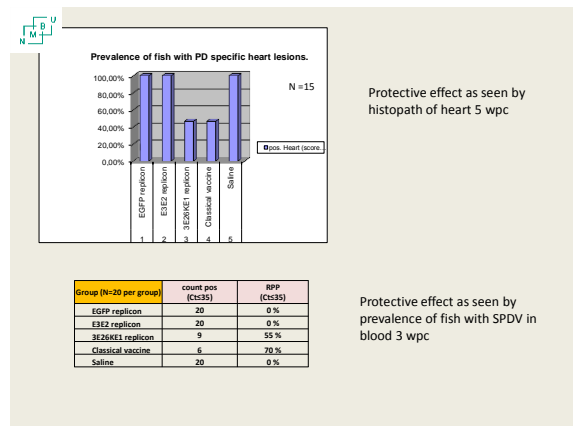 N M B U
Prevalence of fish with PD specific heart lesions.
100,00%
80,00%
60,00%
40,00%
20,00%
0,00%
N =15
pos. Heart (score...
EGFP replicon
E3E2 replicon
3E26KE1 replicon
Classical vaccine
Saline
1 2 3 4 5
Protective effect as seen by
histopath of heart 5 wpc
Group (N=20 per group) count pos (Ct≤35) RPP (Ct≤35)
EGFP replicon 20 0 %
E3E2 replicon 20 0 %
3E26KE1 replicon 9 55 %
Classical vaccine 6 70 %
Saline 20 0 %
Protective effect as seen by
prevalence of fish with SPDV in
blood 3 wpc